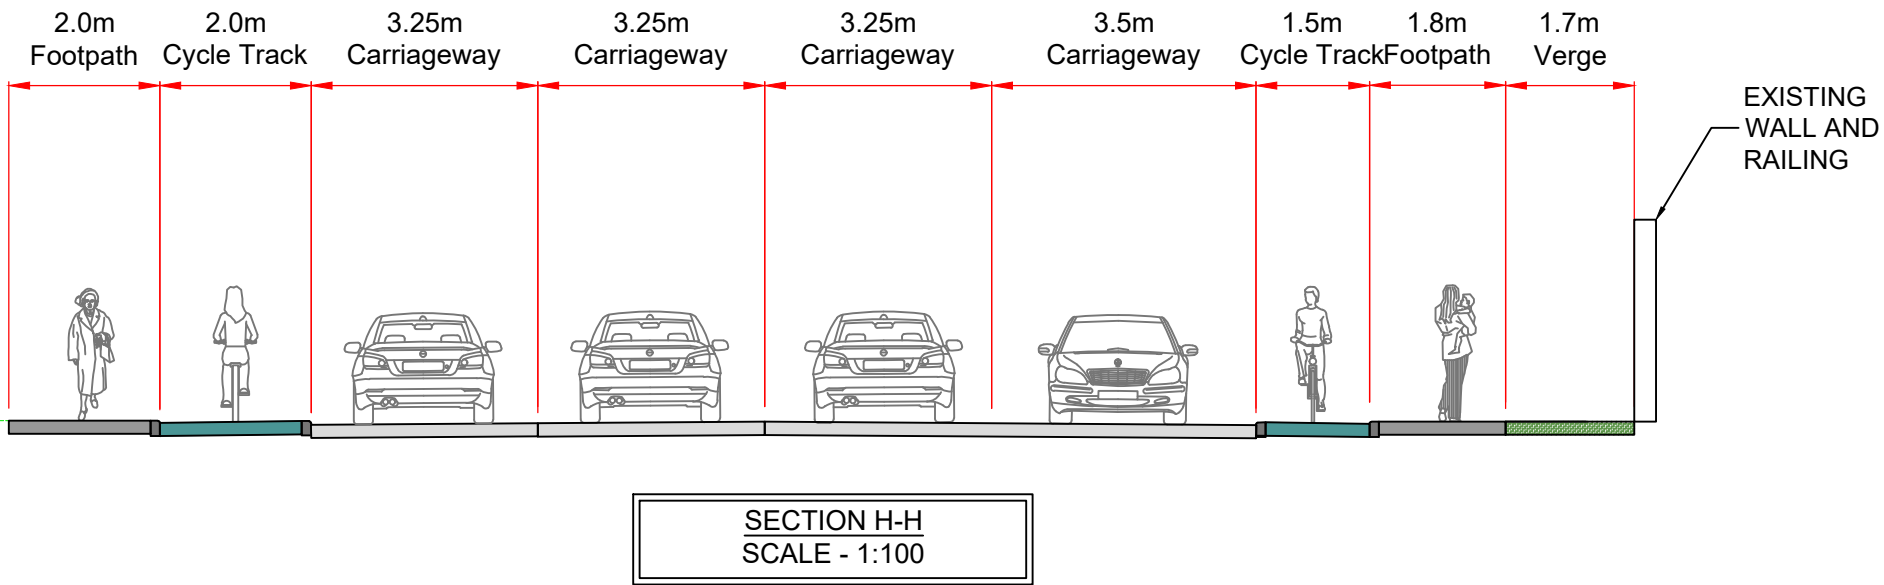 2.0m
Footpath
2.0m
Cycle Track
3.25m
Carriageway
3.25m
Carriageway
3.25m
Carriageway
3.5m
Carriageway
1.5m
Cycle Track
1.8m
Footpath
1.7m
Verge
EXISTING
WALL AND
RAILING
SECTION H-H
SCALE - 1:100